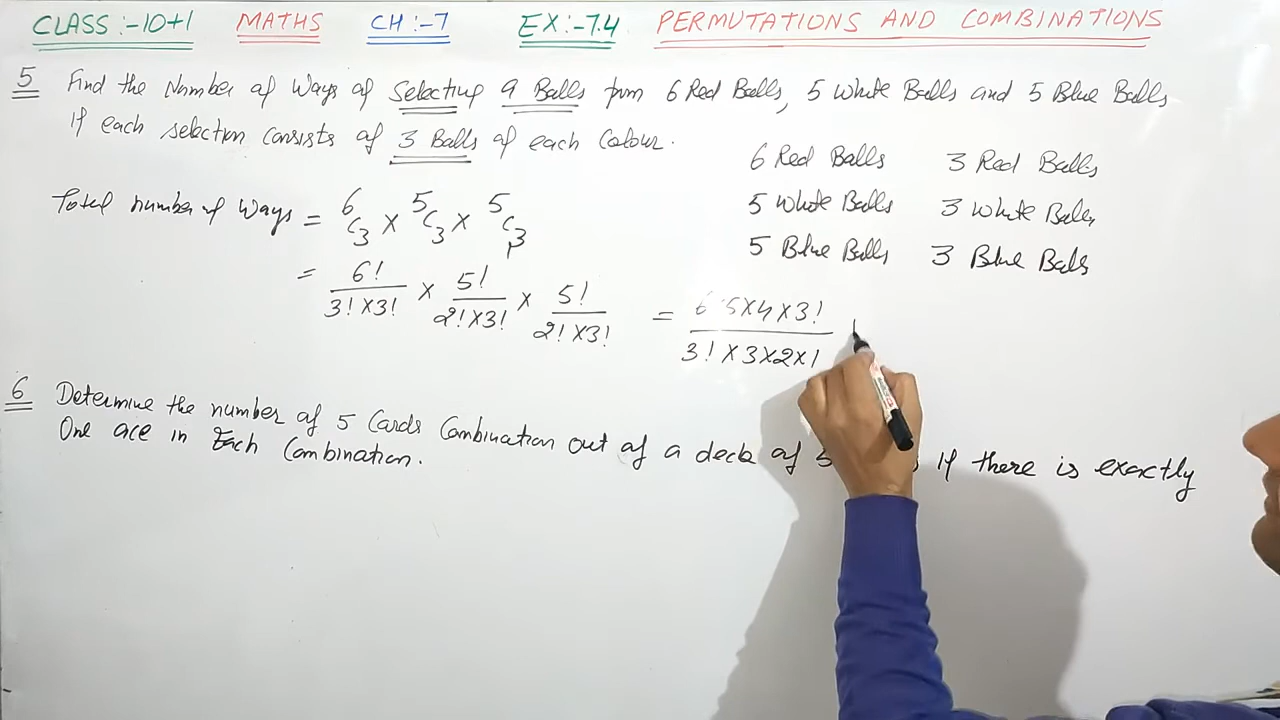 CLASS :-10+1 MATHS CH :-7 EX :-7.4 PERMUTATIONS AND COMBINATIONS
5 Find the Number of Ways of Selecting 9 Balls from 6 Red Balls, 5 White Balls and 5 Blue Balls
if each selection consists of 3 Balls of each Colour.
6 Red Balls 3 Red Balls
5 White Balls 3 White Balls
5 Blue Balls 3 Blue Balls
Total number of Ways = ⁶C₃ × ⁵C₃ × ⁵C₃
= 6!/(3! × 3!) × 5!/(2! × 3!) × 5!/(2! × 3!) = 6×5×4×3!/(3! × 3×2×1)
6 Determine the number of 5 Cards Combination out of a deck of 5 if there is exactly
One ace in Each Combination.